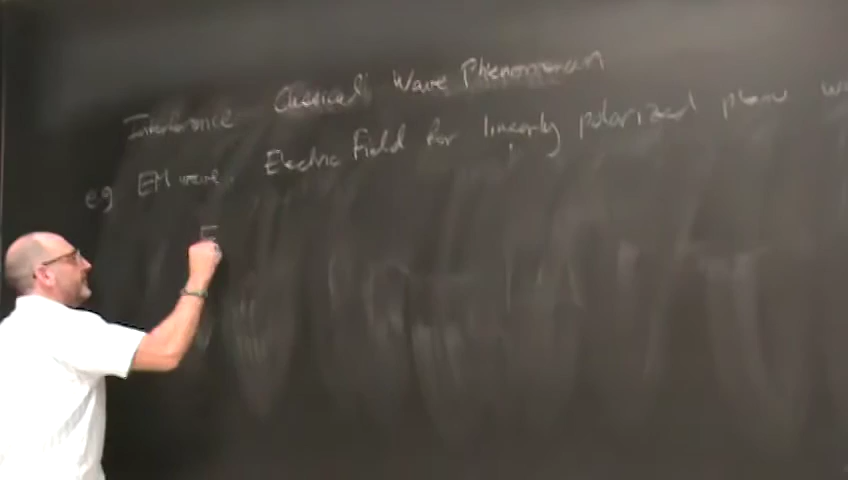 Interference Classical Wave Phenomenon
eg EM wave. Electric Field for linearly polarized plane
E